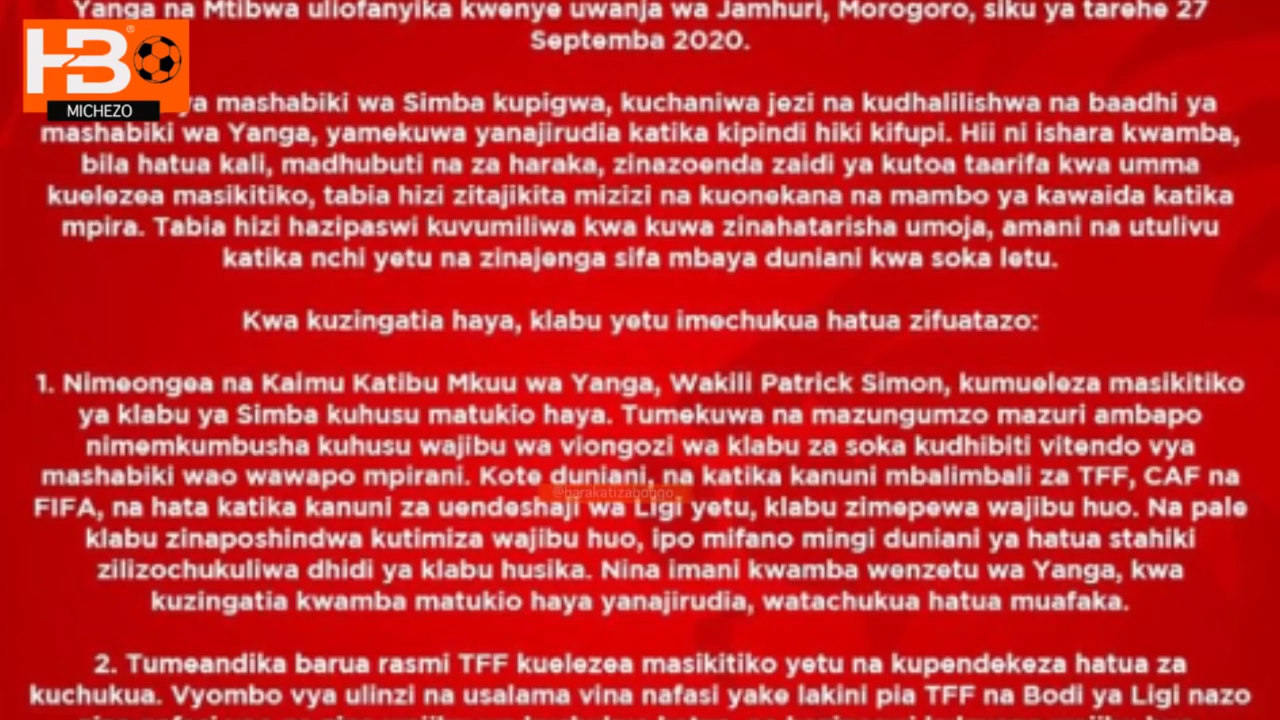 Yanga na Mtibwa uliofanyika kwenye uwanja wa Jamhuri, Morogoro, siku ya tarehe 27
Septemba 2020.
HB
MICHEZO
ya mashabiki wa Simba kupigwa, kuchaniwa jezi na kudhalilishwa na baadhi ya
mashabiki wa Yanga, yamekuwa yanajirudia katika kipindi hiki kifupi. Hii ni ishara kwamba,
bila hatua kali, madhubuti na za haraka, zinazoenda zaidi ya kutoa taarifa kwa umma
kuelezea masikitiko, tabia hizi zitajikita mizizi na kuonekana na mambo ya kawaida katika
mpira. Tabia hizi hazipaswi kuvumiliwa kwa kuwa zinahatarisha umoja, amani na utulivu
katika nchi yetu na zinajenga sifa mbaya duniani kwa soka letu.
Kwa kuzingatia haya, klabu yetu imechukua hatua zifuatazo:
1. Nimeongea na Kaimu Katibu Mkuu wa Yanga, Wakili Patrick Simon, kumueleza masikitiko
ya klabu ya Simba kuhusu matukio haya. Tumekuwa na mazungumzo mazuri ambapo
nimemkumbusha kuhusu wajibu wa viongozi wa klabu za soka kudhibiti vitendo vya
mashabiki wao wawapo mpirani. Kote duniani, na katika kanuni mbalimbali za TFF, CAF na
@harakatizabongo
FIFA, na hata katika kanuni za uendeshaji wa Ligi yetu, klabu zimepewa wajibu huo. Na pale
klabu zinaposhindwa kutimiza wajibu huo, ipo mifano mingi duniani ya hatua stahiki
zilizochukuliwa dhidi ya klabu husika. Nina imani kwamba wenzetu wa Yanga, kwa
kuzingatia kwamba matukio haya yanajirudia, watachukua hatua muafaka.
2. Tumeandika barua rasmi TFF kuelezea masikitiko yetu na kupendekeza hatua za
kuchukua. Vyombo vya ulinzi na usalama vina nafasi yake lakini pia TFF na Bodi ya Ligi nazo